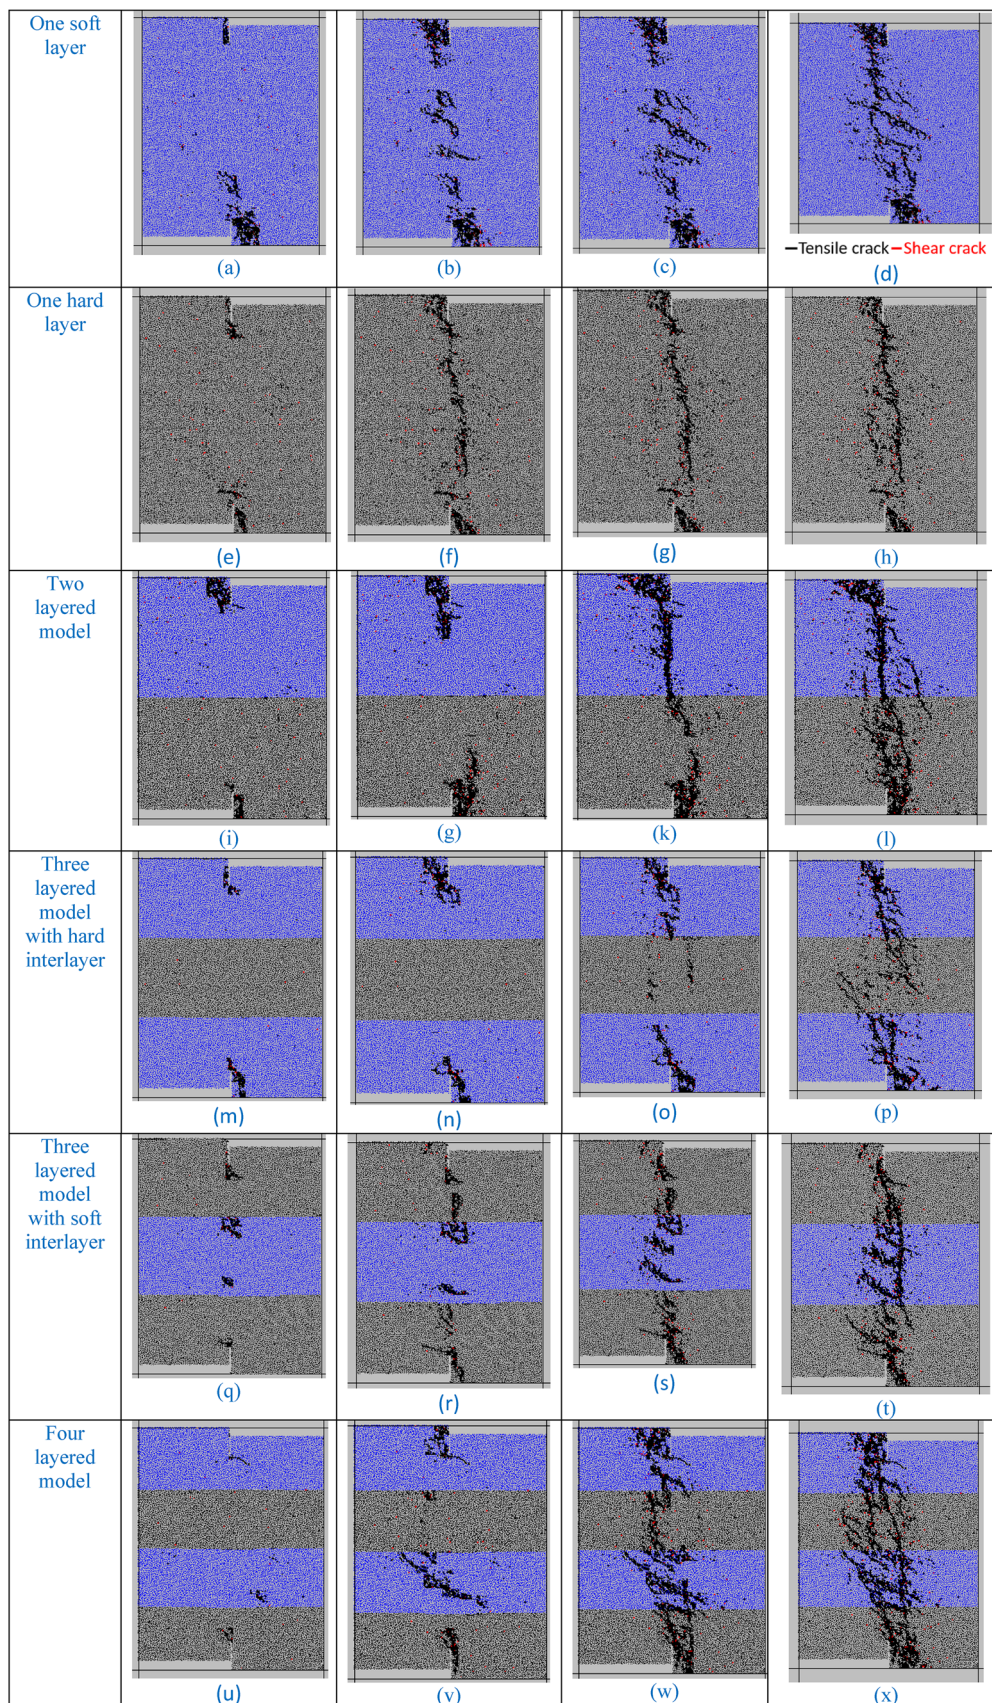 One soft
layer
(a)
(b)
(c)
Tensile crack
Shear crack
(d)
One hard
layer
(e)
(f)
(g)
(h)
Two
layered
model
(i)
(g)
(k)
(l)
Three
layered
model
with hard
interlayer
(m)
(n)
(o)
(p)
Three
layered
model
with soft
interlayer
(q)
(r)
(s)
(t)
Four
layered
model
(u)
(v)
(w)
(x)